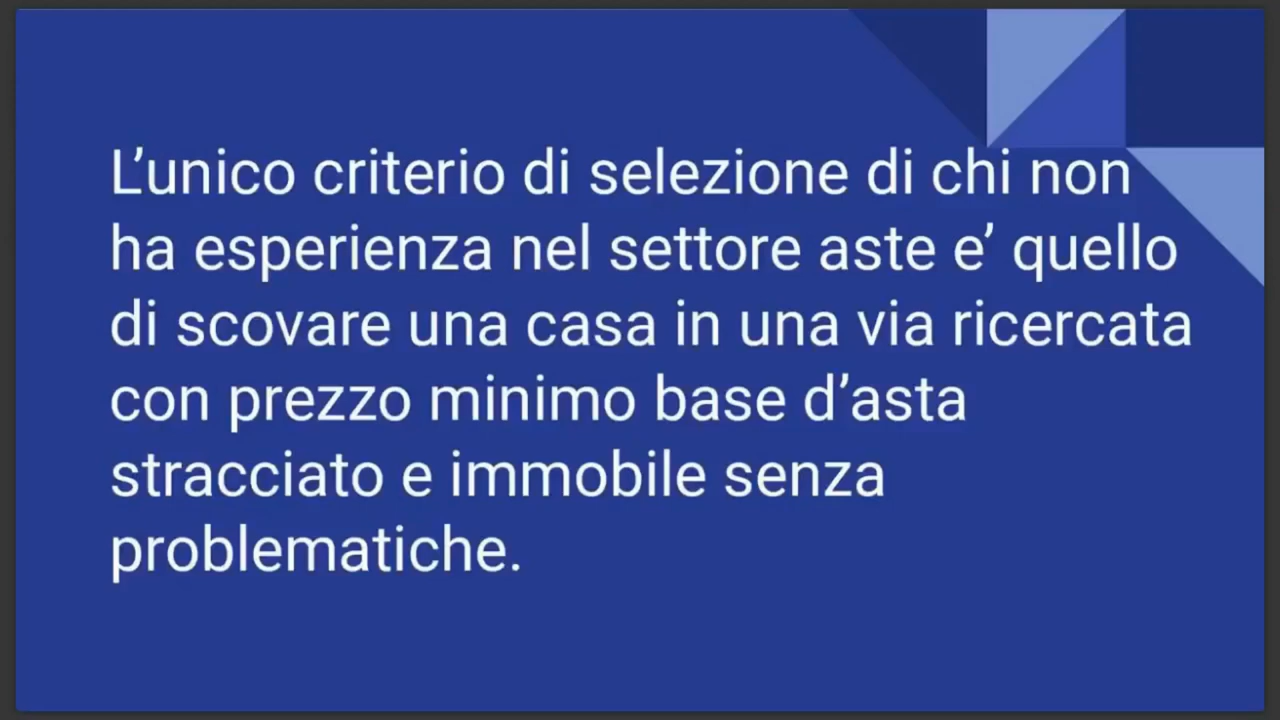 L’unico criterio di selezione di chi non
ha esperienza nel settore aste e’ quello
di scovare una casa in una via ricercata
con prezzo minimo base d’asta
stracciato e immobile senza
problematiche.